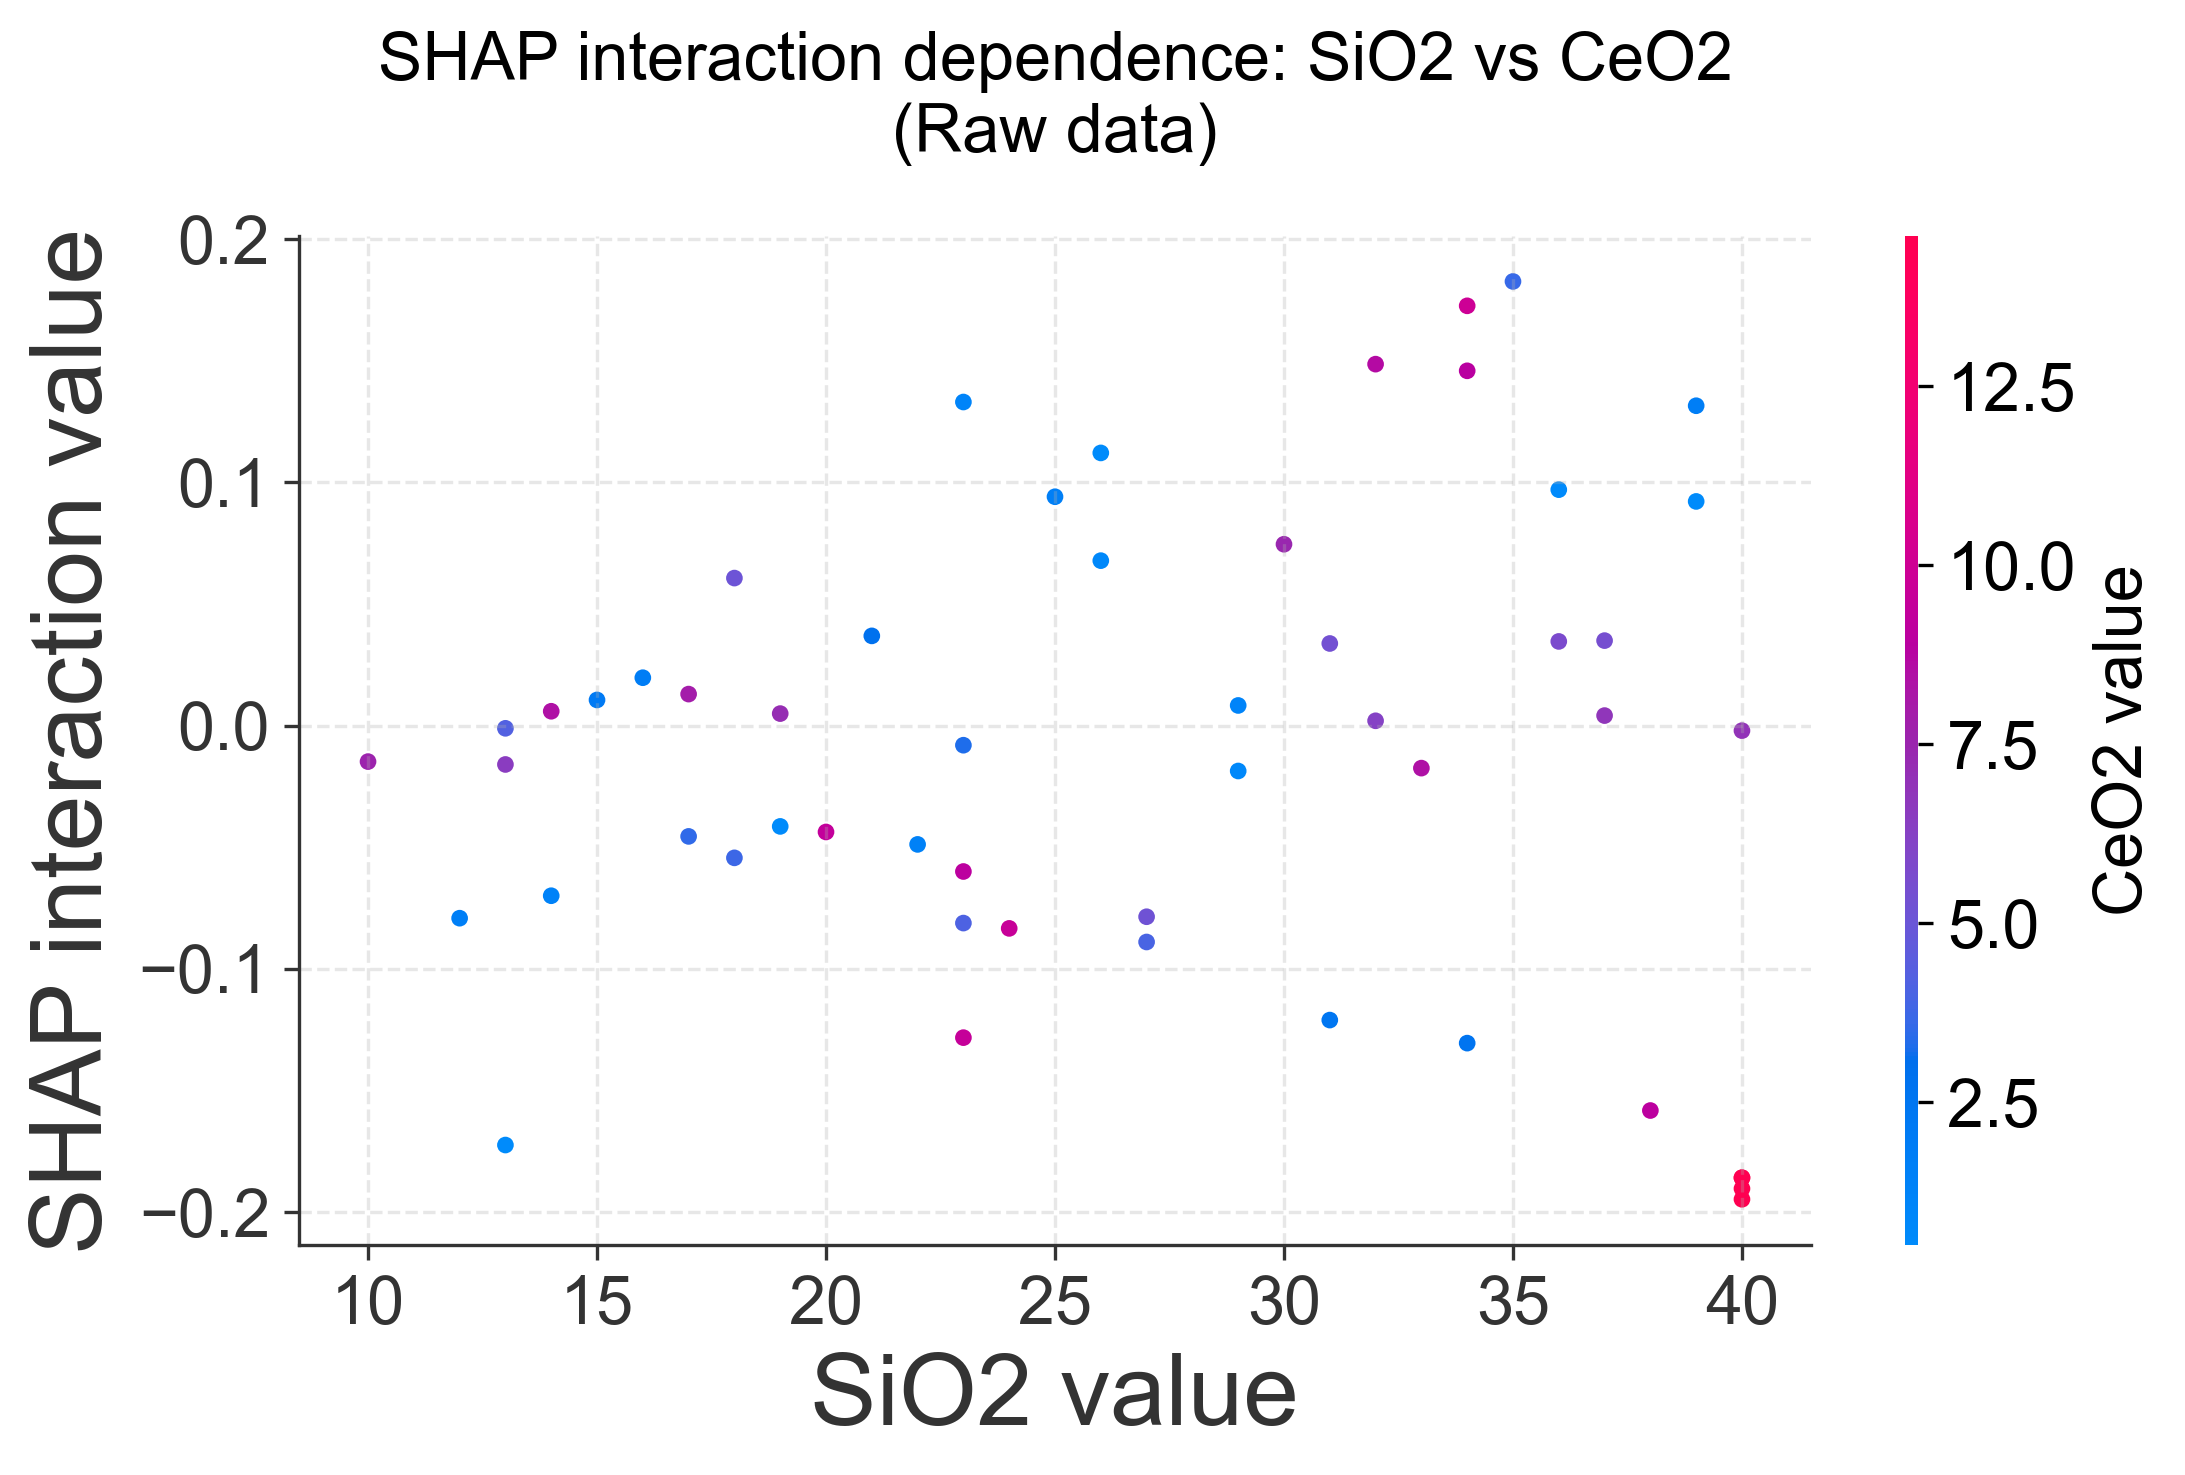 SHAP interaction dependence: SiO2 vs CeO2
(Raw data)
SHAP interaction value
0.2
0.1
0.0
−0.1
−0.2
10 15 20 25 30 35 40
SiO2 value
12.5
10.0
7.5
5.0
2.5
CeO2 value